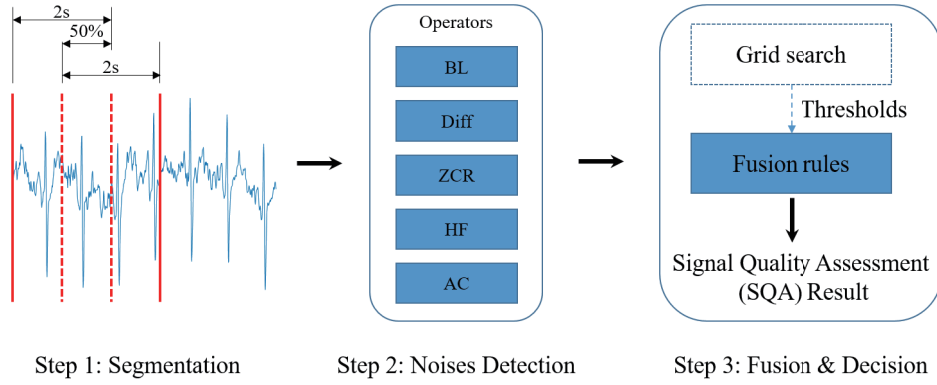 2s
50%
2s
Operators
BL
Diff
ZCR
HF
AC
Grid search
Thresholds
Fusion rules
Signal Quality Assessment
(SQA) Result
Step 1: Segmentation
Step 2: Noises Detection
Step 3: Fusion & Decision